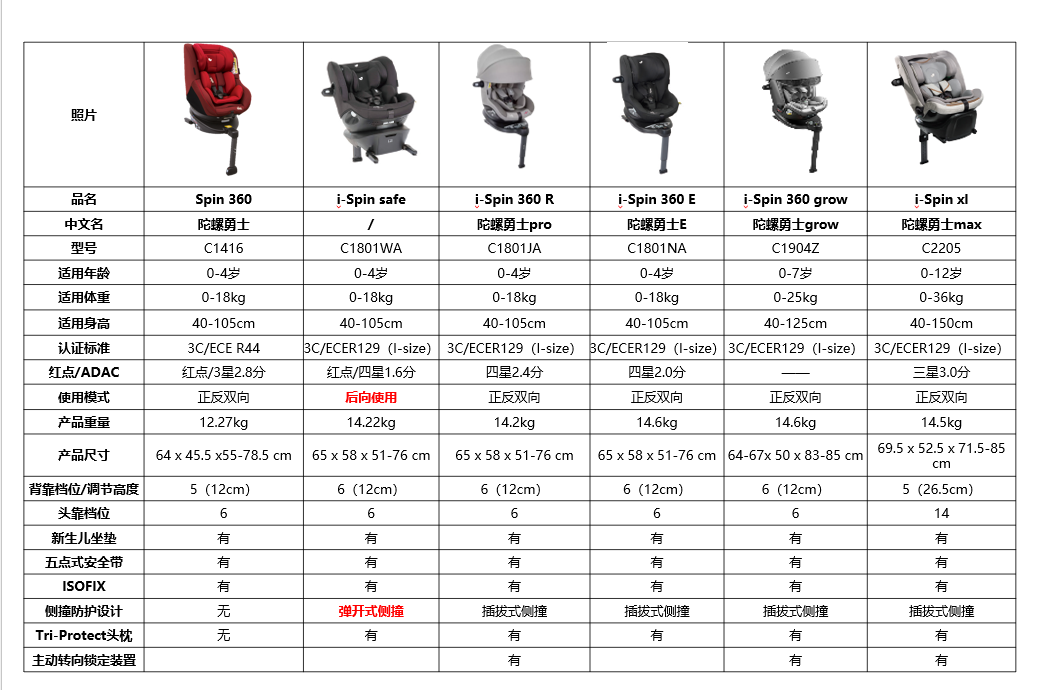 照片
品名 Spin 360 i-Spin safe i-Spin 360 R i-Spin 360 E i-Spin 360 grow i-Spin xl
中文名 陀螺勇士 / 陀螺勇士pro 陀螺勇士E 陀螺勇士grow 陀螺勇士max
型号 C1416 C1801WA C1801JA C1801NA C1904Z C2205
适用年龄 0-4岁 0-4岁 0-4岁 0-4岁 0-7岁 0-12岁
适用体重 0-18kg 0-18kg 0-18kg 0-18kg 0-25kg 0-36kg
适用身高 40-105cm 40-105cm 40-105cm 40-105cm 40-125cm 40-150cm
认证标准 3C/ECE R44 3C/ECER129（I-size） 3C/ECER129（I-size） 3C/ECER129（I-size） 3C/ECER129（I-size） 3C/ECER129（I-size）
红点/ADAC 红点/3星2.8分 红点/四星1.6分 四星2.4分 四星2.0分 —— 三星3.0分
使用模式 正反双向 后向使用 正反双向 正反双向 正反双向 正反双向
产品重量 12.27kg 14.22kg 14.2kg 14.6kg 14.6kg 14.5kg
产品尺寸 64 x 45.5 x55-78.5 cm 65 x 58 x 51-76 cm 65 x 58 x 51-76 cm 65 x 58 x 51-76 cm 64-67x 50 x 83-85 cm 69.5 x 52.5 x 71.5-85 cm
背靠档位/调节高度 5（12cm） 6（12cm） 6（12cm） 6（12cm） 6（12cm） 5（26.5cm）
头靠档位 6 6 6 6 6 14
新生儿坐垫 有 有 有 有 有 有
五点式安全带 有 有 有 有 有 有
ISOFIX 有 有 有 有 有 有
侧撞防护设计 无 弹开式侧撞 插拔式侧撞 插拔式侧撞 插拔式侧撞 插拔式侧撞
Tri-Protect头枕 无 有 有 有 有 有
主动转向锁定装置 有 有 有